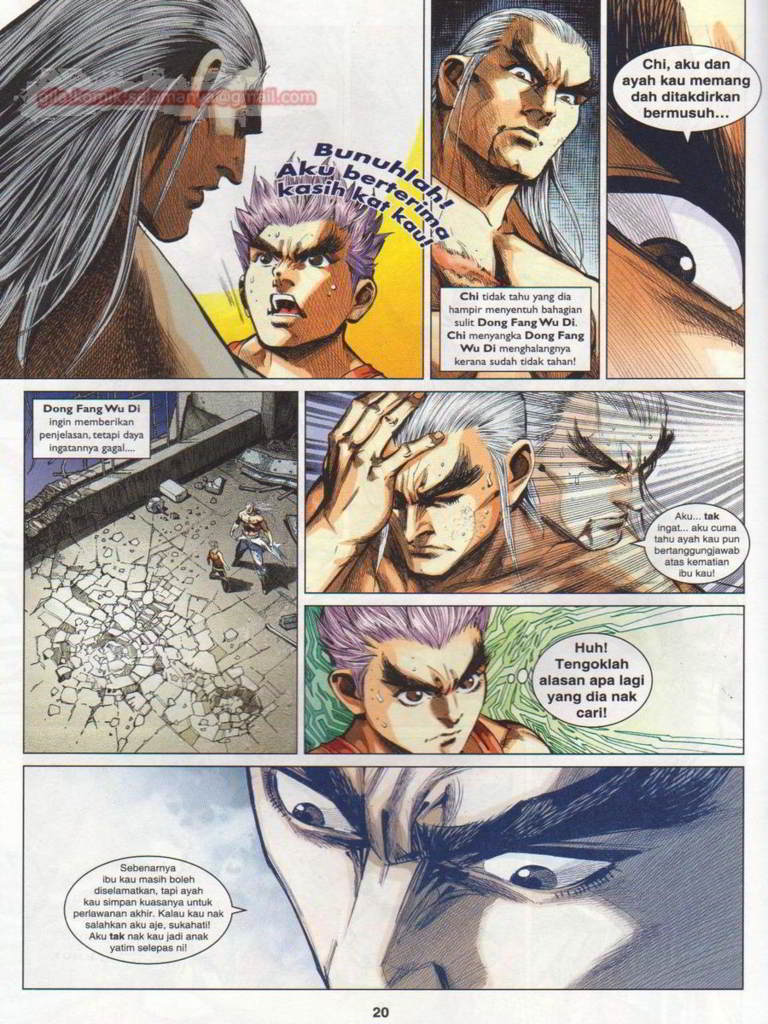 gila.komik.selamanya@gmail.com
Bunuhlah!
Aku berterima
kasih kat kau!
Chi tidak tahu yang dia
hampir menyentuh bahagian
sulit Dong Fang Wu Di.
Chi menyangka Dong Fang
Wu Di menghalangnya
kerana sudah tidak tahan!
Chi, aku dan
ayah kau memang
dah ditakdirkan
bermusuh...
Dong Fang Wu Di
ingin memberikan
penjelasan, tetapi daya
ingatannya gagal....
Aku... tak
ingat... aku cuma
tahu ayah kau yang
bertanggungjawab
atas kematian
ibu kau!
Huh!
Tengoklah
alasan apa lagi
yang dia nak
cari!
Sebenarnya
ibu kau masih boleh
diselamatkan, tapi ayah
kau simpan kuasanya untuk
perlawanan akhir. Kalau kau nak
salahkan aku aje, sukahati!
Aku tak nak kau jadi anak
yatim selepas ni!
20